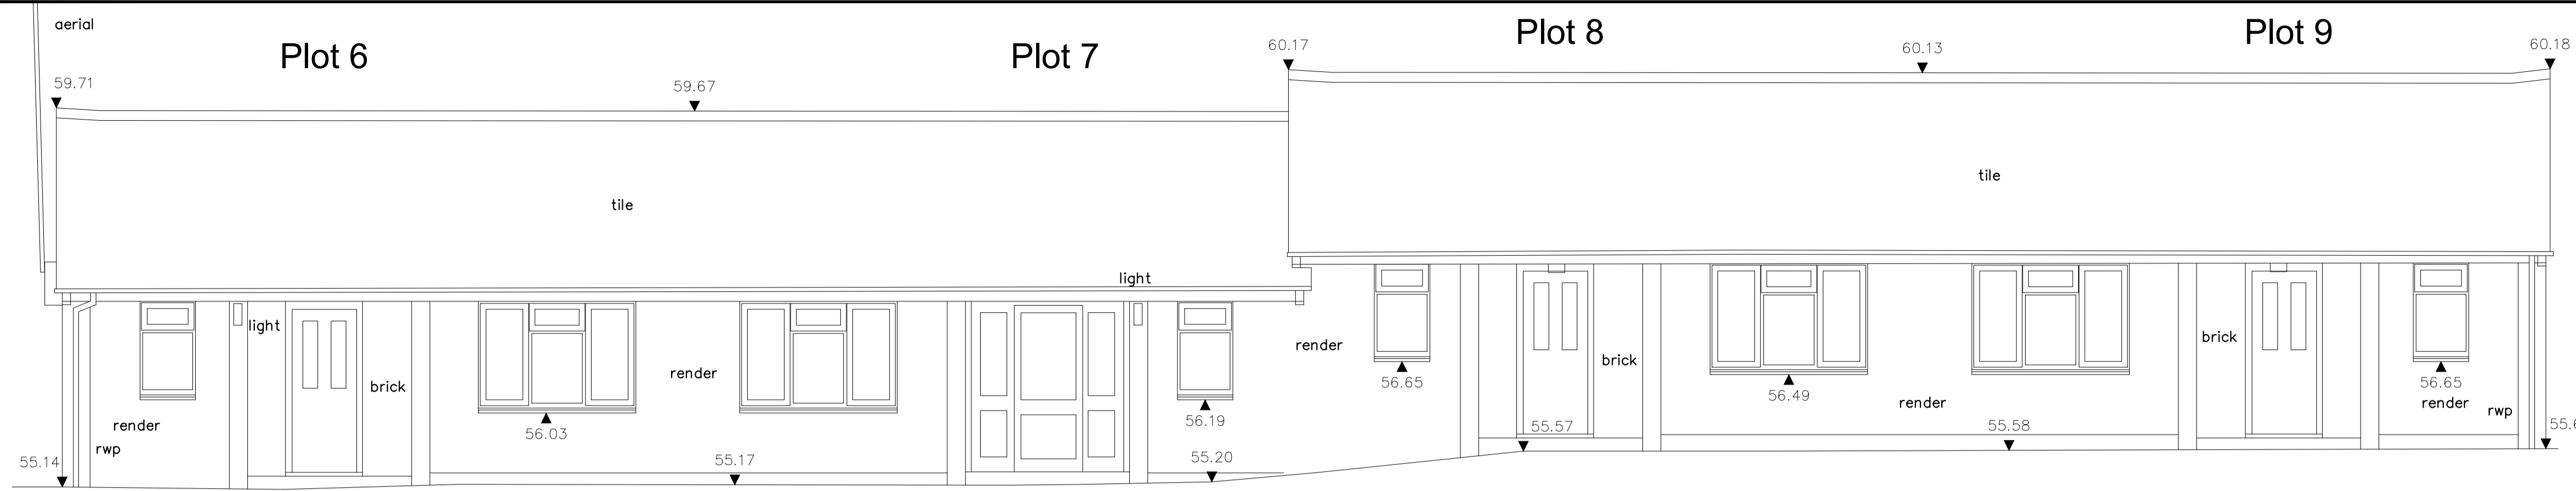 aerial
Plot 6
Plot 7
Plot 8
Plot 9
59.71
59.67
60.17
60.13
60.18
tile
tile
light
light
brick
render
render
brick
brick
render
rwp
render
render
rwp
56.03
56.19
56.65
56.49
56.65
55.14
55.17
55.20
55.57
55.58